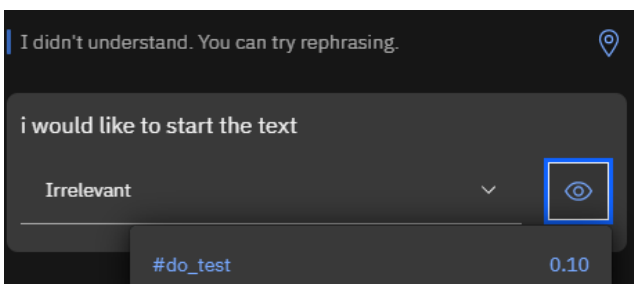 I didn't understand. You can try rephrasing.
i would like to start the text
Irrelevant
#do_test 0.10